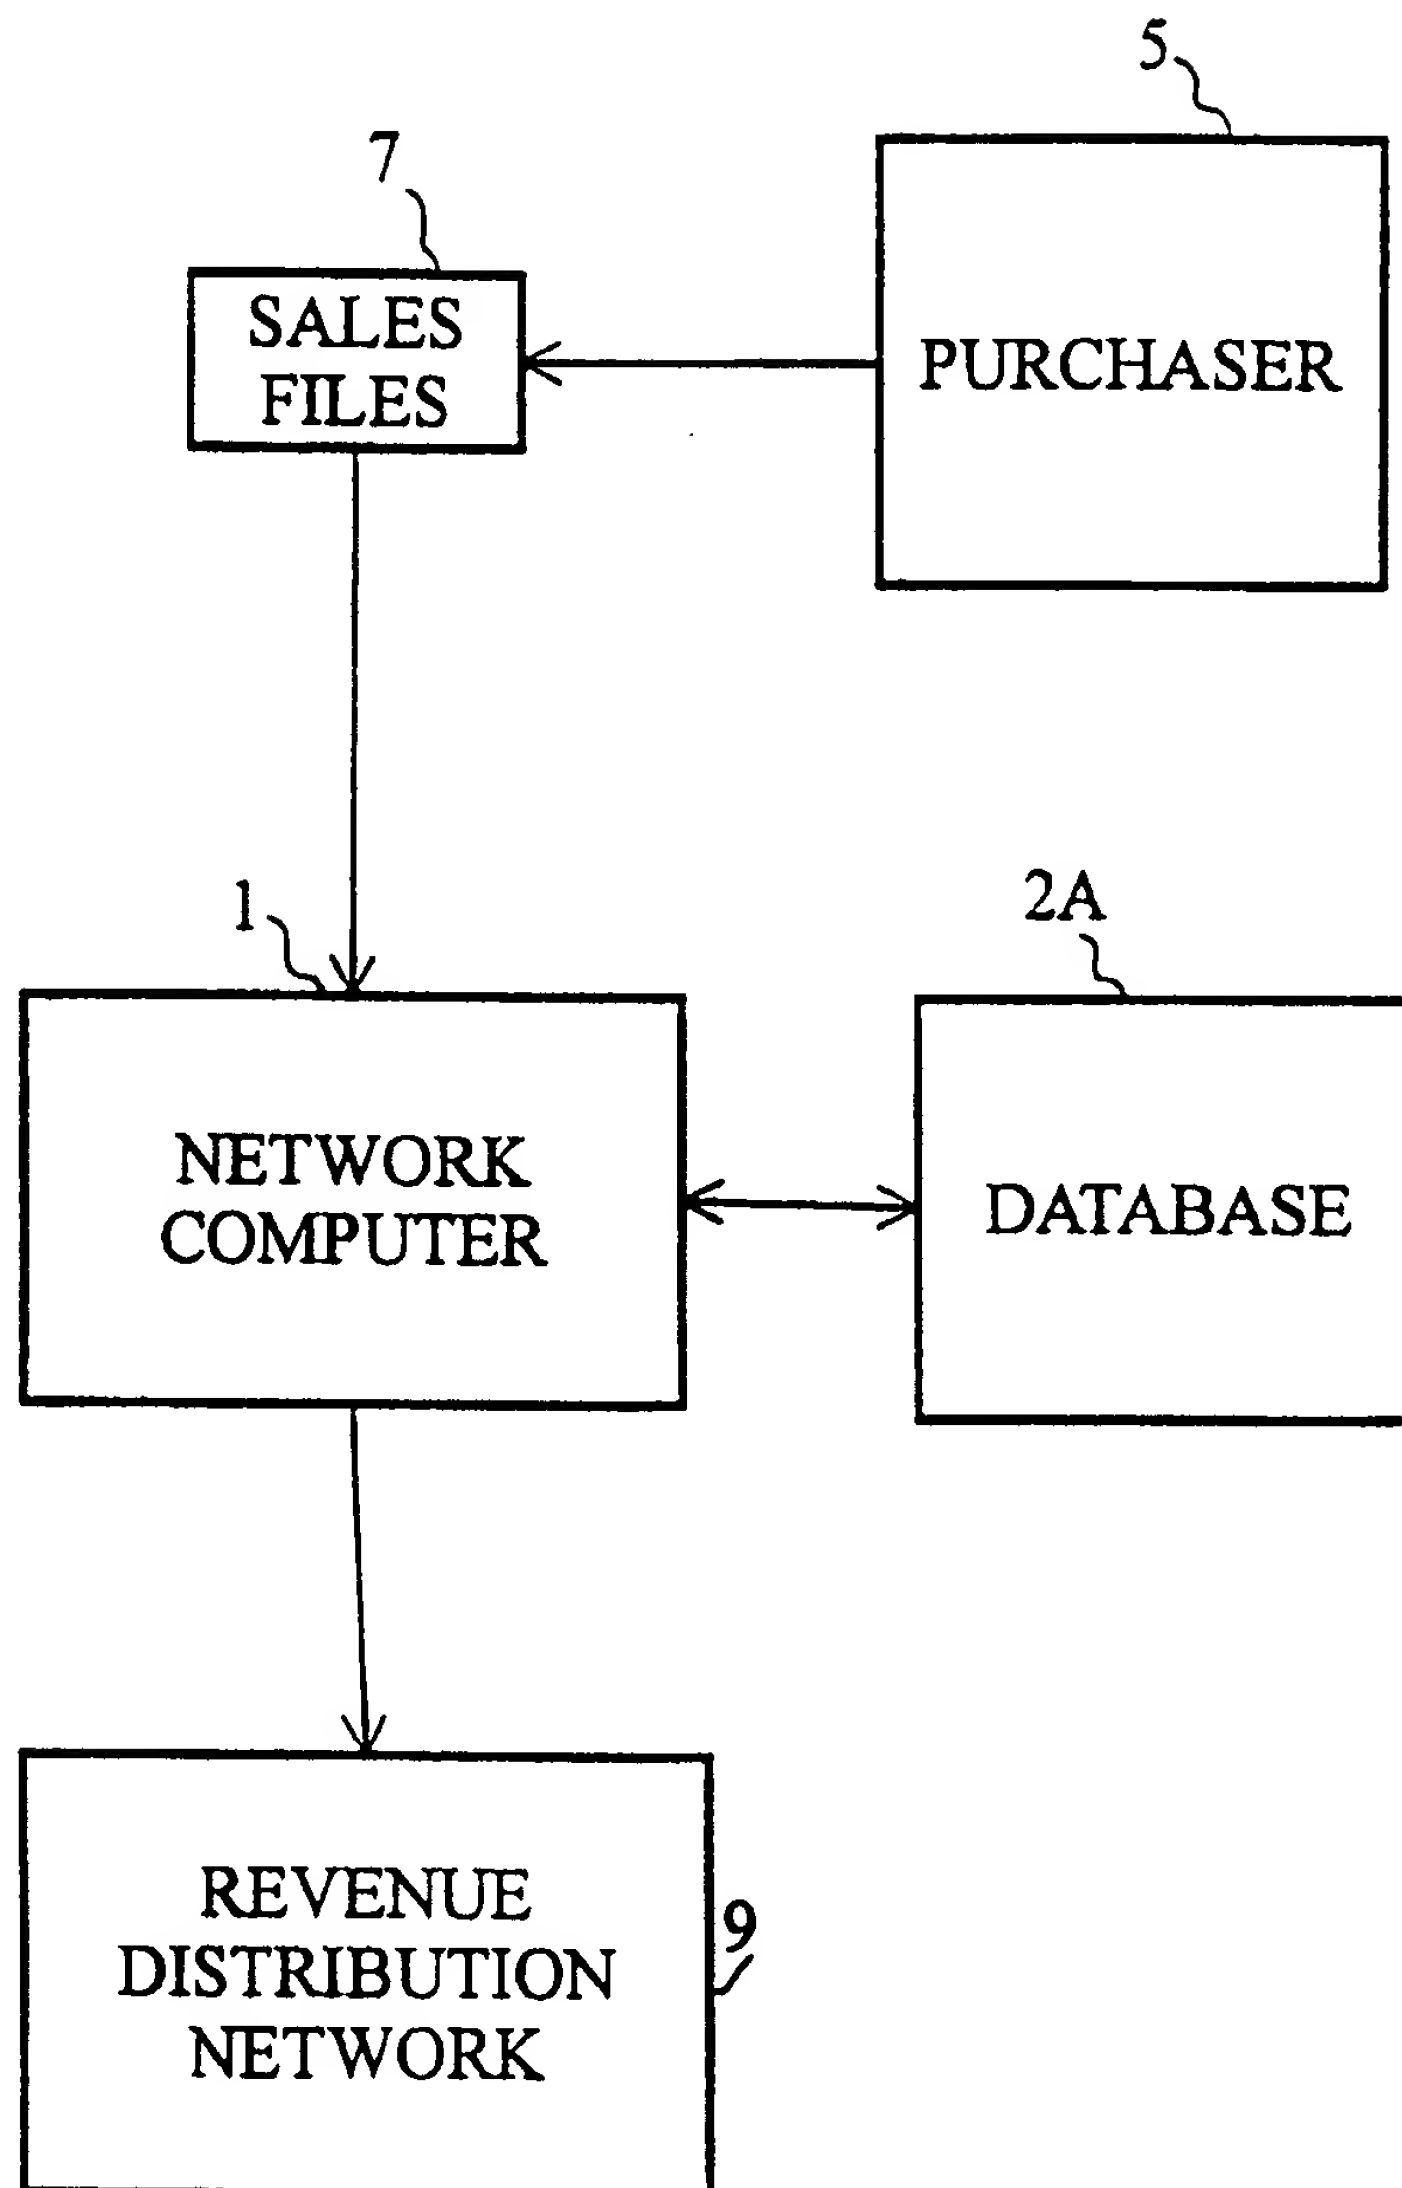 5
7
SALES
FILES
PURCHASER
1
2A
NETWORK
COMPUTER
DATABASE
REVENUE
DISTRIBUTION
NETWORK
9